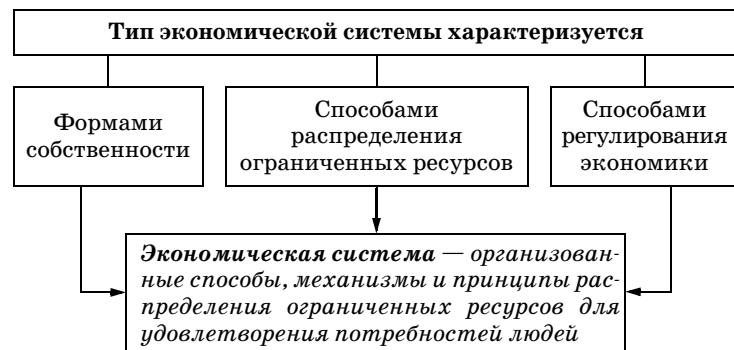 Тип экономической системы характеризуется
Формами
собственности
Способами
распределения
ограниченных ресурсов
Способами
регулирования
экономики
Экономическая система — организован-
ные способы, механизмы и принципы рас-
пределения ограниченных ресурсов для
удовлетворения потребностей людей